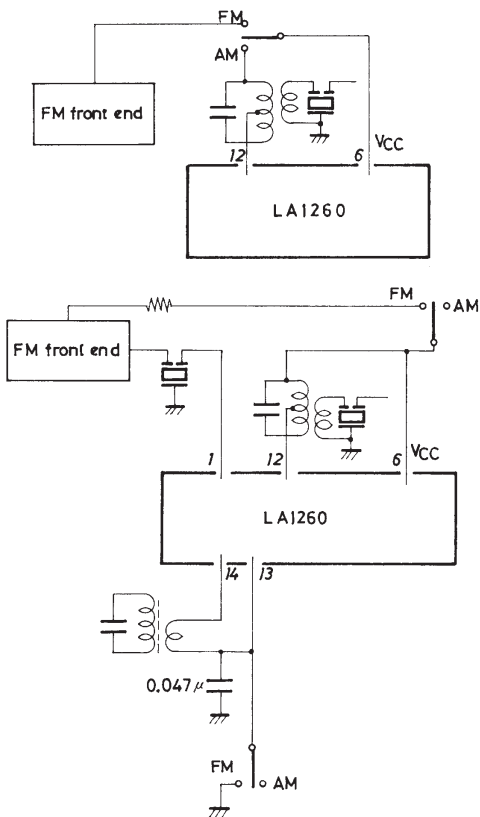 FM
AM
FM front end
12
6
VCC
LA1260
FM
AM
FM front end
1
12
6
VCC
LA1260
14
13
0.047μ
FM
AM